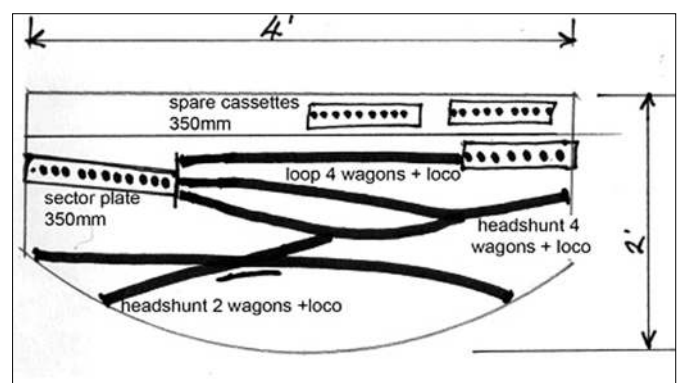 4'
spare cassettes
350mm
loop 4 wagons + loco
sector plate
350mm
headshunt 4
wagons + loco
2'
headshunt 2 wagons +loco